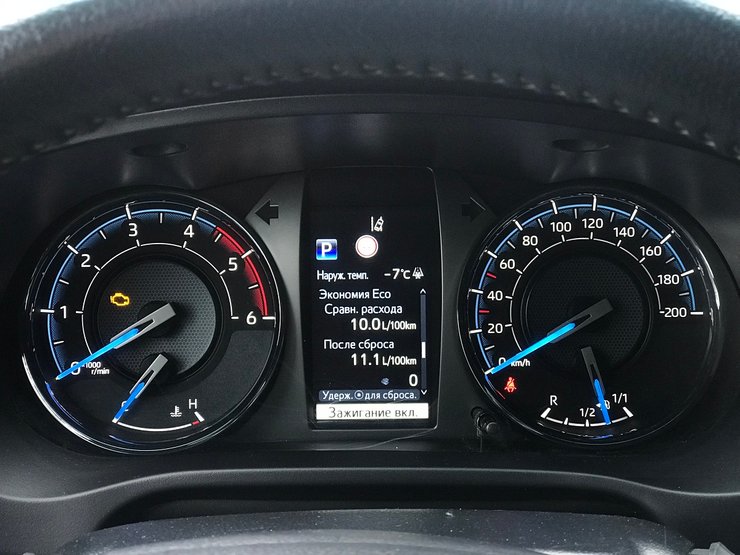 1
2
3
4
5
6
0
x1000
r/min
H
P
Наруж. темп. -7°C
Экономия Eco
Сравн. расхода
10.0 L/100km
После сброса
11.1 L/100km
0
Удерж. для сброса.
Зажигание вкл.
0 km/h
20
40
60
80
100
120
140
160
180
200
R
1/2
1/1